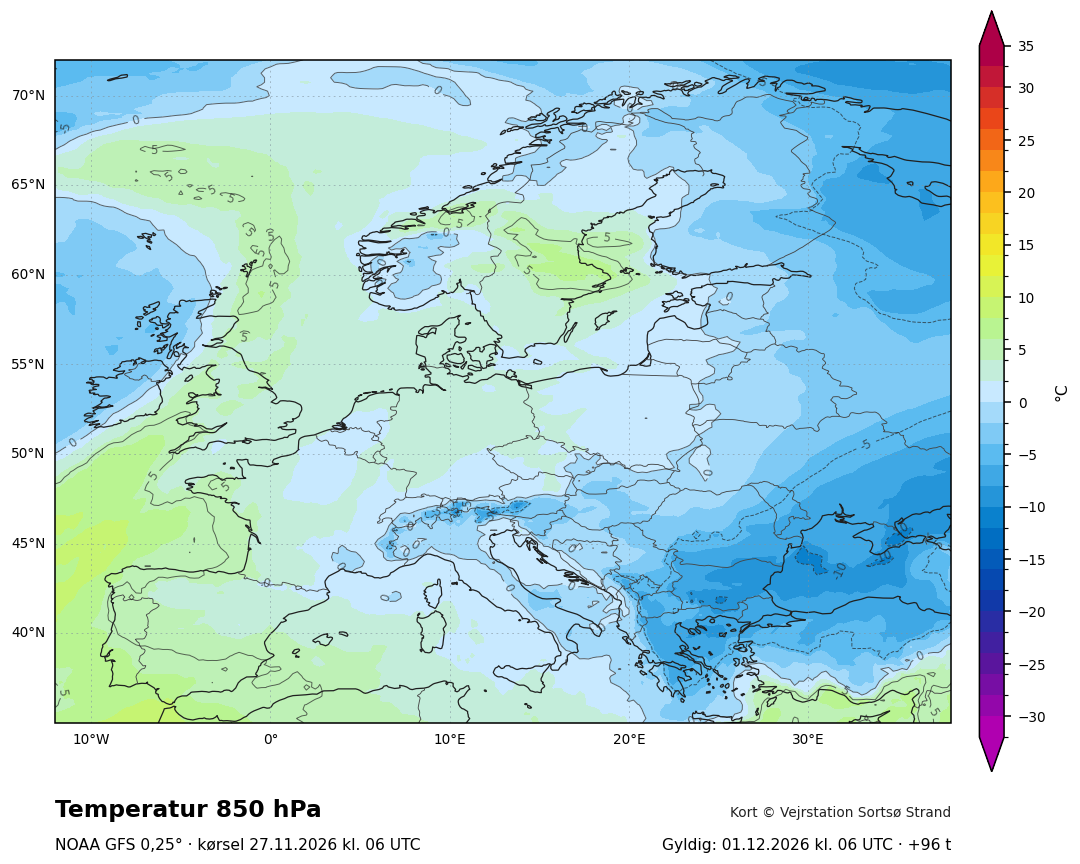 70°N
65°N
60°N
55°N
50°N
45°N
40°N
10°W
0°
10°E
20°E
30°E
35
30
25
20
15
10
5
0
−5
−10
−15
−20
−25
−30
°C
Temperatur 850 hPa
Kort © Vejrstation Sortsø Strand
NOAA GFS 0,25° · kørsel 27.11.2026 kl. 06 UTC
Gyldig: 01.12.2026 kl. 06 UTC · +96 t